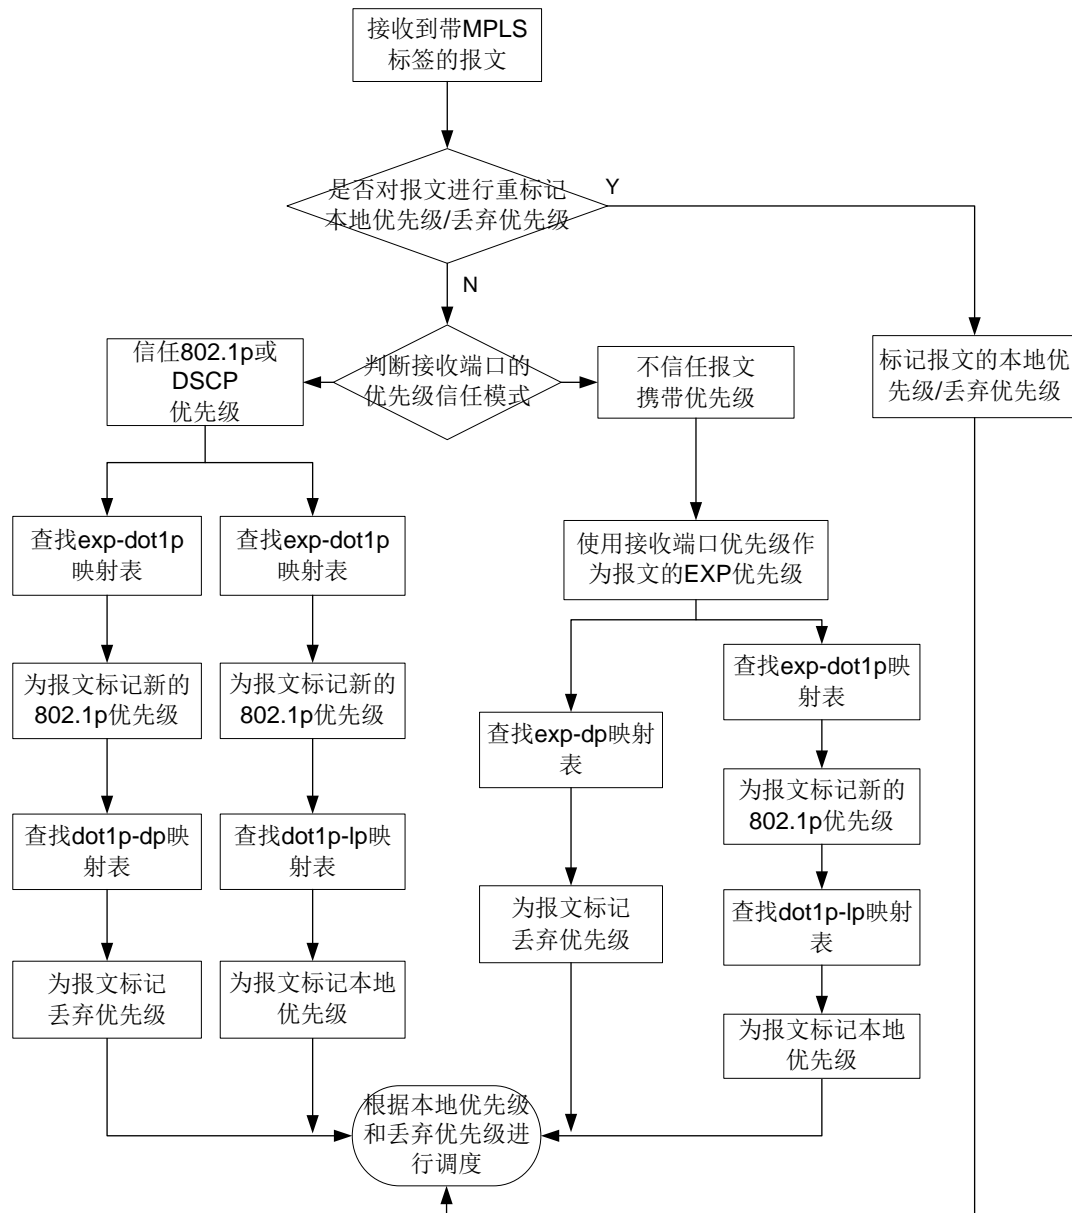 接收到带MPLS
标签的报文
是否对报文进行重标记
本地优先级/丢弃优先级
Y
N
信任802.1p或
DSCP
优先级
判断接收端口的
优先级信任模式
不信任报文
携带优先级
标记报文的本地优
先级/丢弃优先级
查找exp-dot1p
映射表
查找exp-dot1p
映射表
使用接收端口优先级作
为报文的EXP优先级
为报文标记新的
802.1p优先级
为报文标记新的
802.1p优先级
查找exp-dp映射
表
查找exp-dot1p映
射表
为报文标记新的
802.1p优先级
查找dot1p-dp映
射表
查找dot1p-lp映
射表
为报文标记
丢弃优先级
查找dot1p-lp映射
表
为报文标记
丢弃优先级
为报文标记本地
优先级
为报文标记本地
优先级
根据本地优先级
和丢弃优先级进
行调度